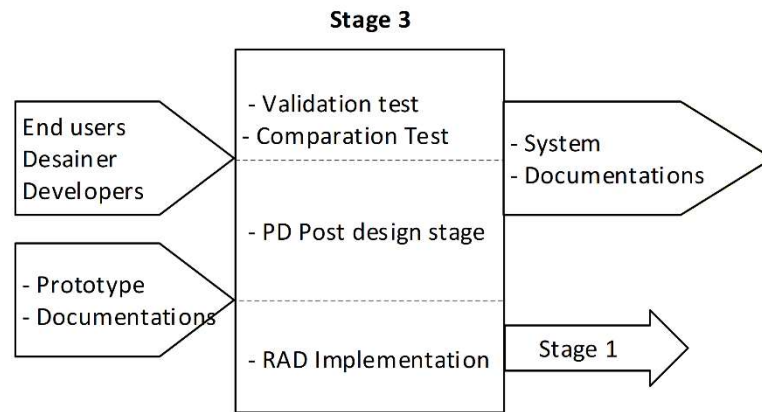 Stage 3
End users
Desainer
Developers
- Prototype
- Documentations
- Validation test
- Comparation Test
- PD Post design stage
- RAD Implementation
- System
- Documentations
Stage 1